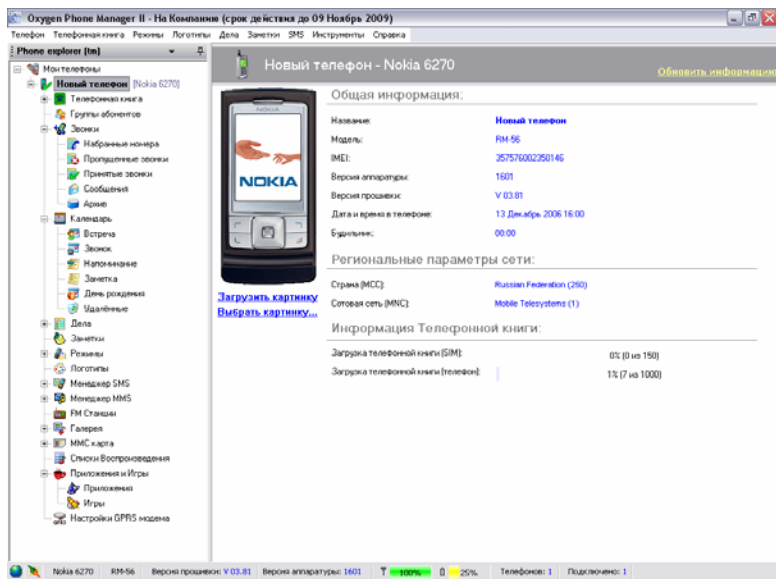 Oxygen Phone Manager II - На Компанию (срок действия до 09 Ноябрь 2009)
Телефон Телефонная книга Режимы Логотипы Дела Заметки SMS Инструменты Справка
Phone explorer [tm]
Мои телефоны
Новый телефон [Nokia 6270]
Телефонная книга
Группы абонентов
Звонки
Набранные номера
Пропущенные звонки
Принятые звонки
Сообщения
Архив
Календарь
Встреча
Звонок
Напоминание
Заметка
День рождения
Удалённые
Дела
Заметки
Режимы
Логотипы
Менеджер SMS
Менеджер MMS
FM Станции
Галерея
MMC карта
Списки Воспроизведения
Приложения и Игры
Приложения
Игры
Настройки GPRS модема
Новый телефон - Nokia 6270
Обновить информацию
NOKIA
NOKIA
Загрузить картинку
Выбрать картинку...
Общая информация:
Название: Новый телефон
Модель: RM-56
IMEI: 357576002350146
Версия аппаратуры: 1601
Версия прошивки: V 03.81
Дата и время в телефоне: 13 Декабрь 2006 16:00
Будильник: 00:00
Региональные параметры сети:
Страна (MCC): Russian Federation (250)
Сотовая сеть (MNC): Mobile Telesystems (1)
Информация Телефонной книги:
Загрузка телефонной книги (SIM): 0% (0 из 150)
Загрузка телефонной книги (телефон): 1% (7 из 1000)
Nokia 6270 RM-56 Версия прошивки: V 03.81 Версия аппаратуры: 1601 100% 25% Телефонов: 1 Подключено: 1